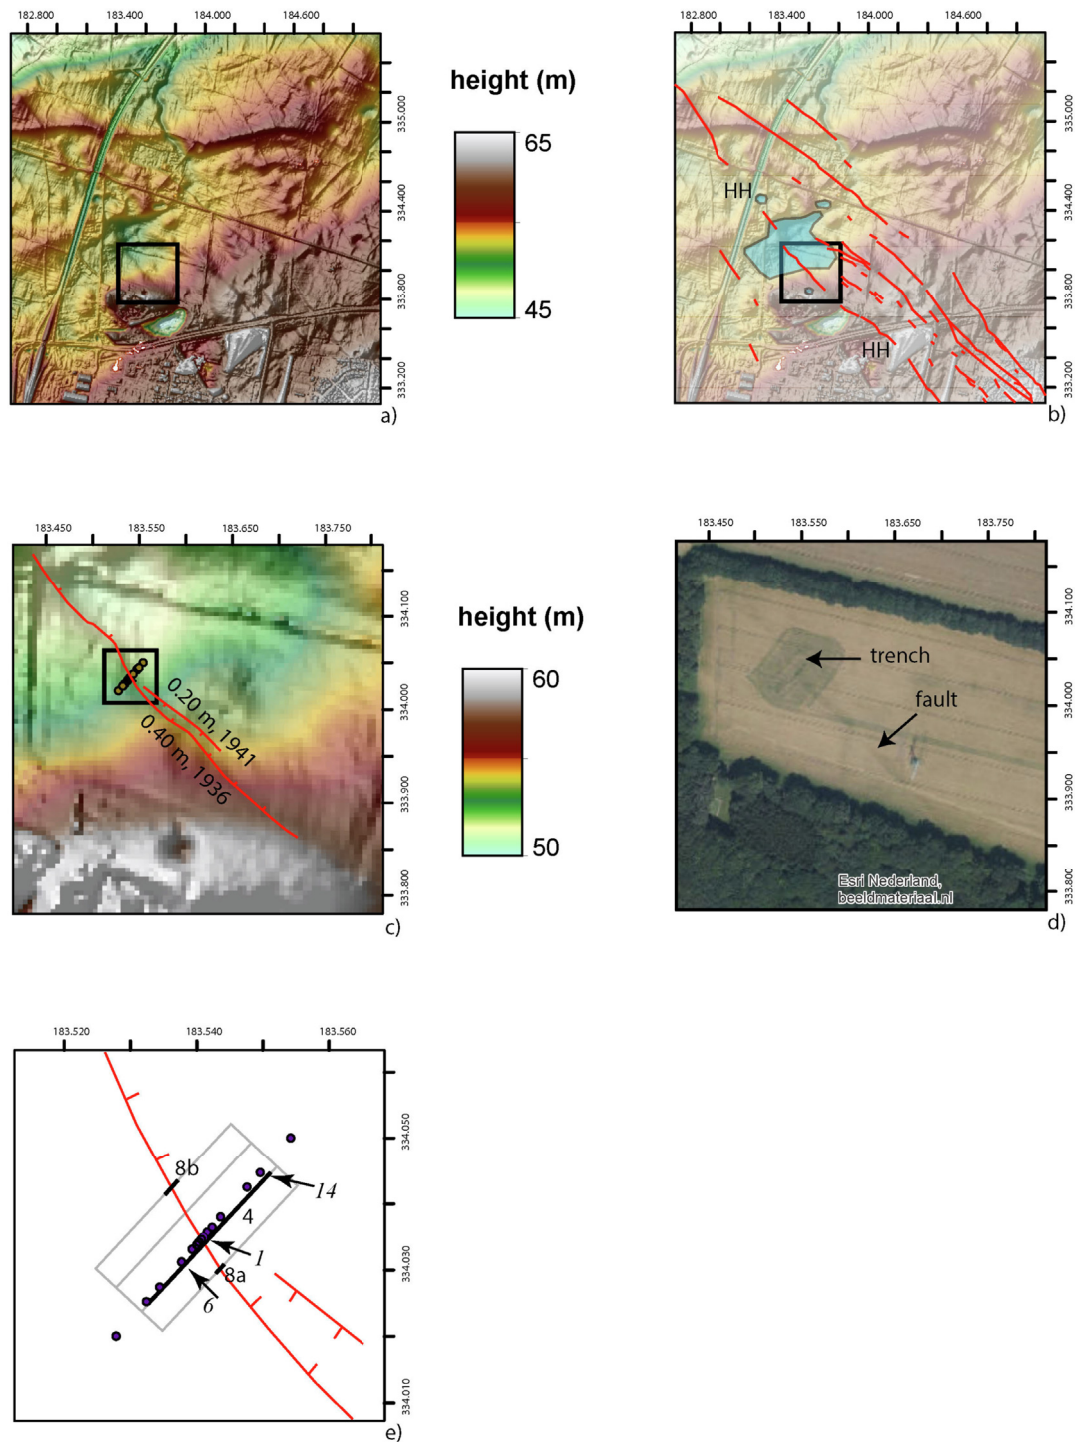 182.800 183.400 184.000 184.600
335.000
334.400
333.800
333.200
a)
height (m)
65
45
182.800 183.400 184.000 184.600
HH
HH
335.000
334.400
333.800
333.200
b)
183.450 183.550 183.650 183.750
0.20 m, 1941
0.40 m, 1936
334.100
334.000
333.900
333.800
c)
height (m)
60
50
183.450 183.550 183.650 183.750
trench
fault
Esri Nederland,
beeldmateriaal.nl
334.100
334.000
333.900
333.800
d)
183.520 183.540 183.560
8b
14
4
1
8a
6
334.050
334.030
334.010
e)